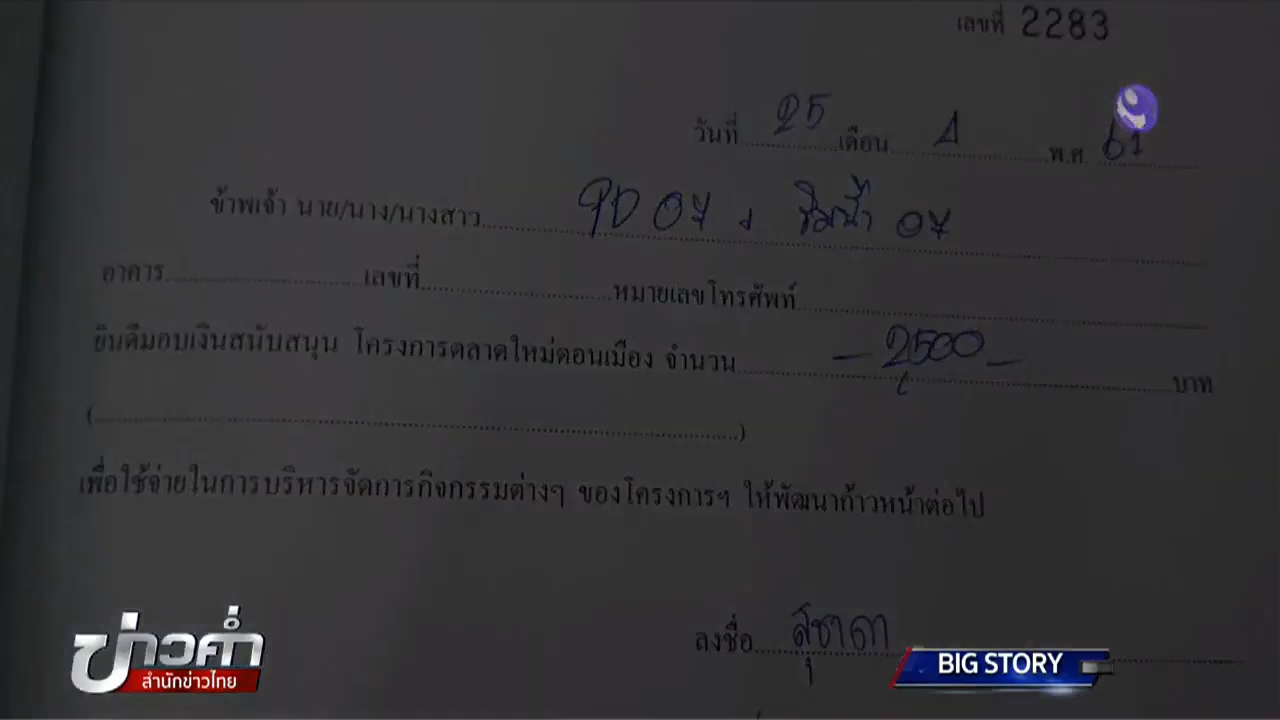 เลขที่ 2283
วันที่ 25 เดือน 1 พ.ศ. 61
ข้าพเจ้า นาย/นาง/นางสาว
อาคาร เลขที่ หมายเลขโทรศัพท์
ยินดีมอบเงินสนับสนุน โครงการตลาดใหม่ดอนเมือง จำนวน – 2,500 – บาท
( )
เพื่อใช้จ่ายในการบริหารจัดการกิจกรรมต่างๆ ของโครงการฯ ให้พัฒนาก้าวหน้าต่อไป
ลงชื่อ สุชาดา
ข่าวค่ำ
สำนักข่าวไทย
BIG STORY